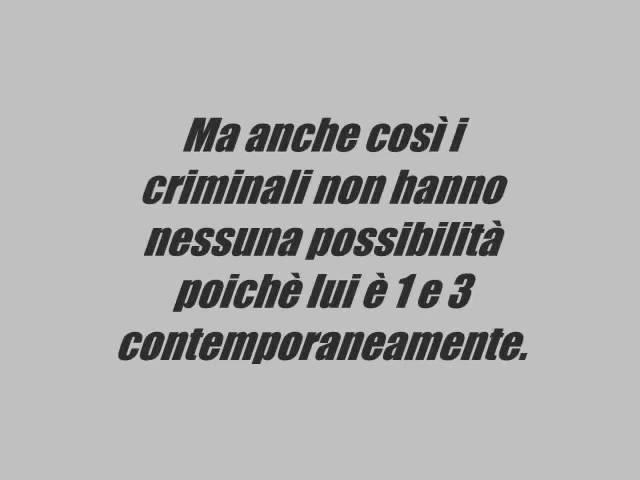 Ma anche così i
criminali non hanno
nessuna possibilità
poichè lui è 1 e 3
contemporaneamente.